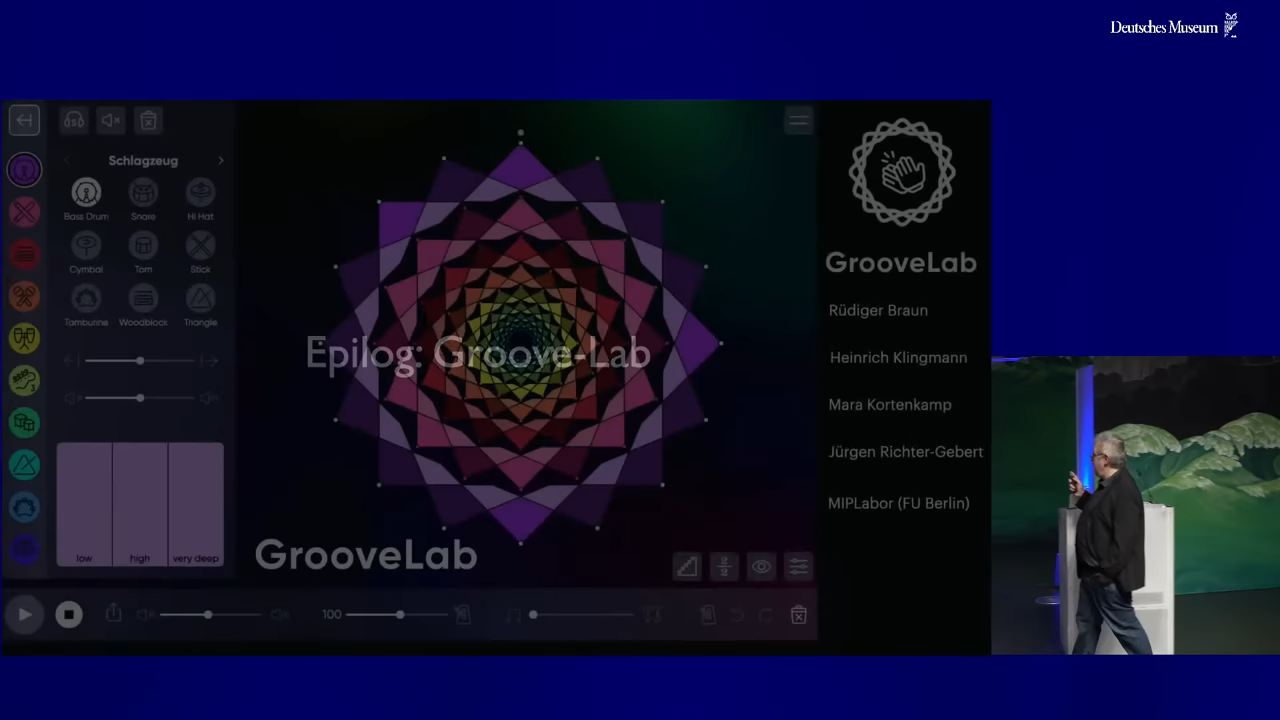 Deutsches Museum
Schlagzeug
Bass Drum Snare Hi Hat
Cymbal Tom Stick
Tambourine Woodblock Triangle
low high very deep
Epilog: Groove-Lab
GrooveLab
100
GrooveLab
Rüdiger Braun
Heinrich Klingmann
Mara Kortenkamp
Jürgen Richter-Gebert
MIPLabor (FU Berlin)